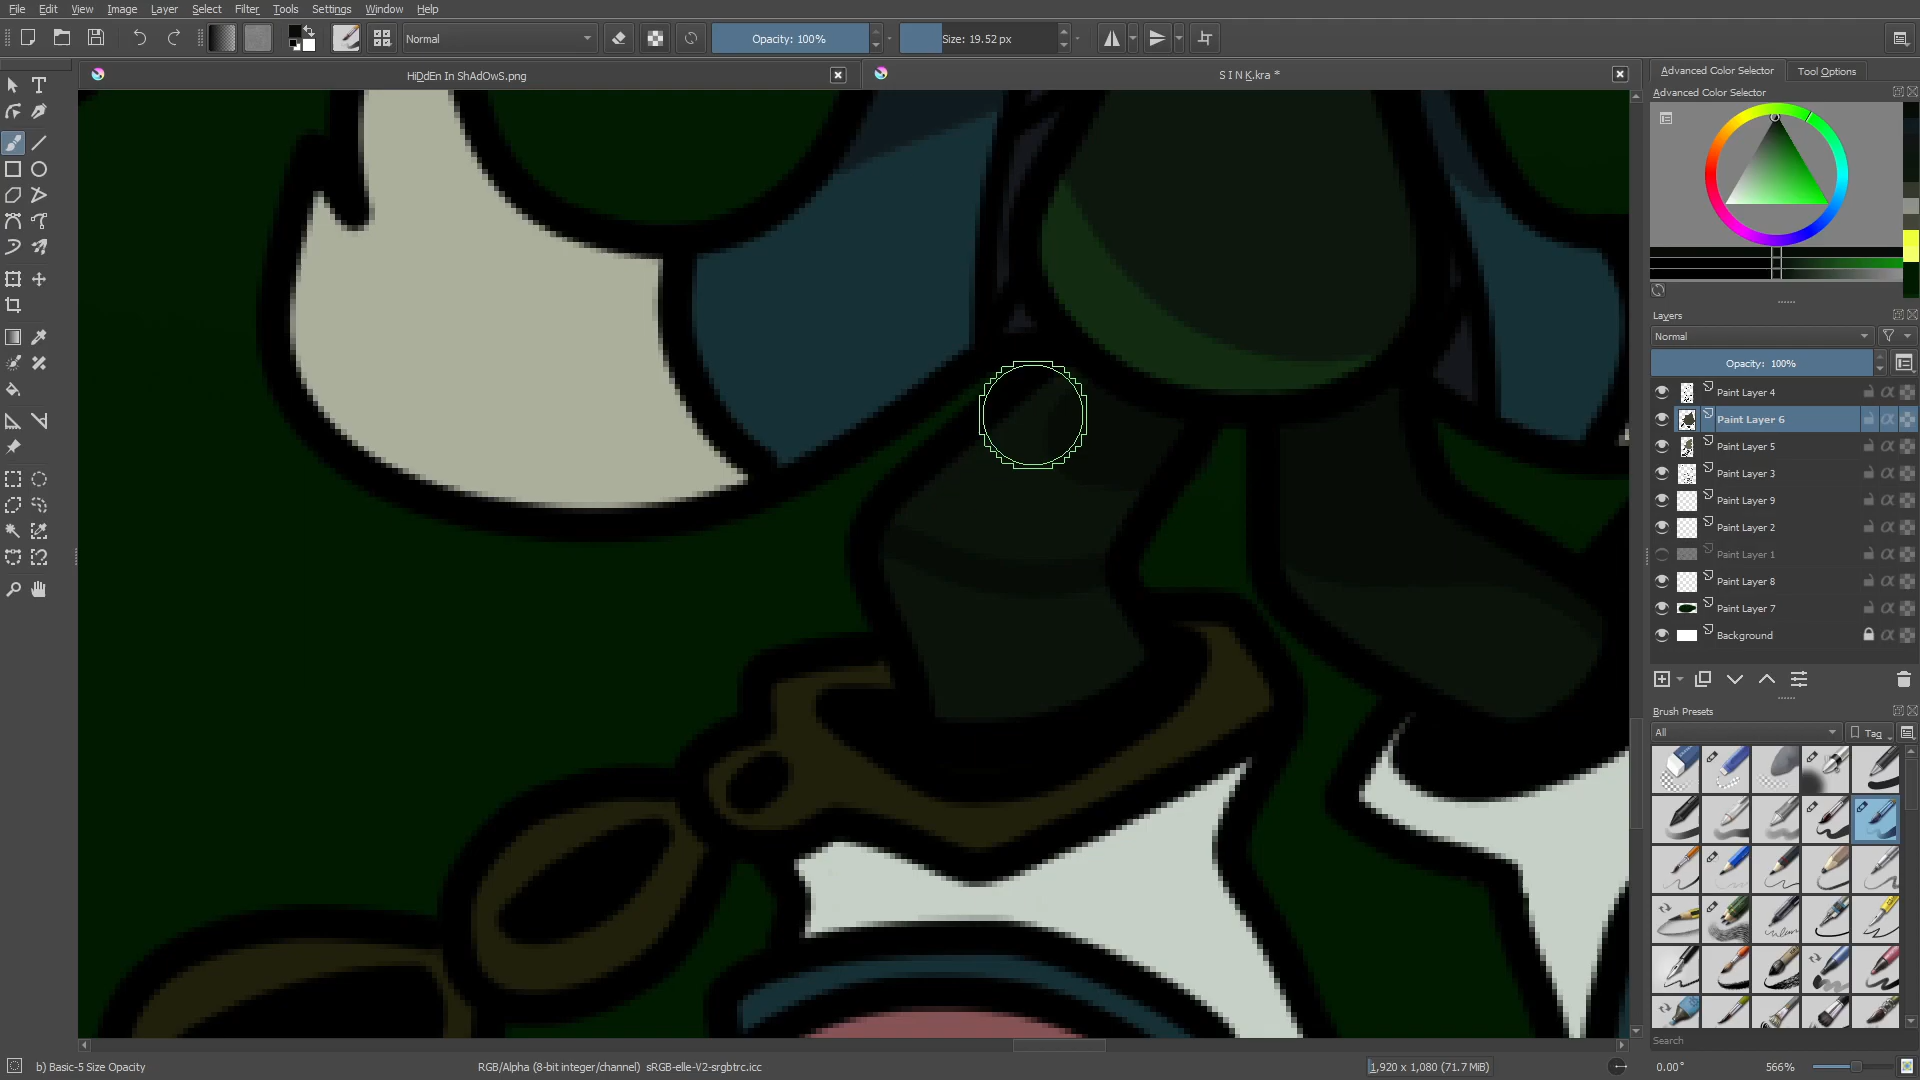 File Edit View Image Layer Select Filter Tools Settings Window Help
Normal Opacity: 100% Size: 19.52 px
HiDdEn In ShAdOwS.png S I N K.kra *
Advanced Color Selector Tool Options
Advanced Color Selector
Layers
Normal
Opacity: 100%
Paint Layer 4
Paint Layer 6
Paint Layer 5
Paint Layer 3
Paint Layer 9
Paint Layer 2
Paint Layer 1
Paint Layer 8
Paint Layer 7
Background
Brush Presets
All Tag
Search
b) Basic-5 Size Opacity RGB/Alpha (8-bit integer/channel) sRGB-elle-V2-srgbtrc.icc 1,920 x 1,080 (71.7 MiB) 0.00° 566%